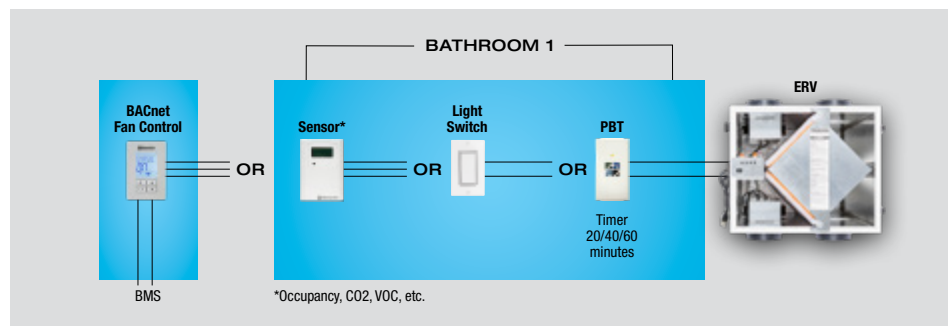 BATHROOM 1
BACnet
Fan Control
OR
Sensor*
OR
Light
Switch
OR
PBT
Timer
20/40/60
minutes
ERV
BMS
*Occupancy, CO2, VOC, etc.